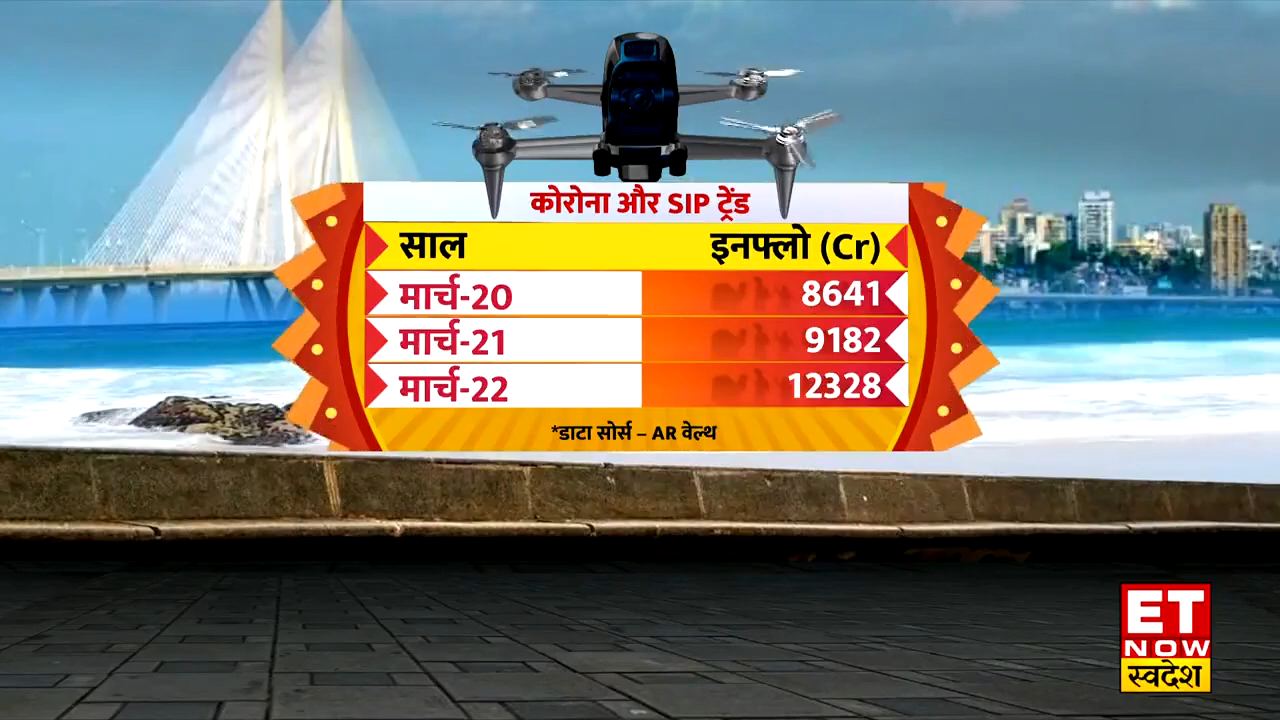 कोरोना और SIP ट्रेंड
साल इनफ्लो (Cr)
मार्च-20 8641
मार्च-21 9182
मार्च-22 12328
*डाटा सोर्स – AR वेल्थ
ET
NOW
स्वदेश